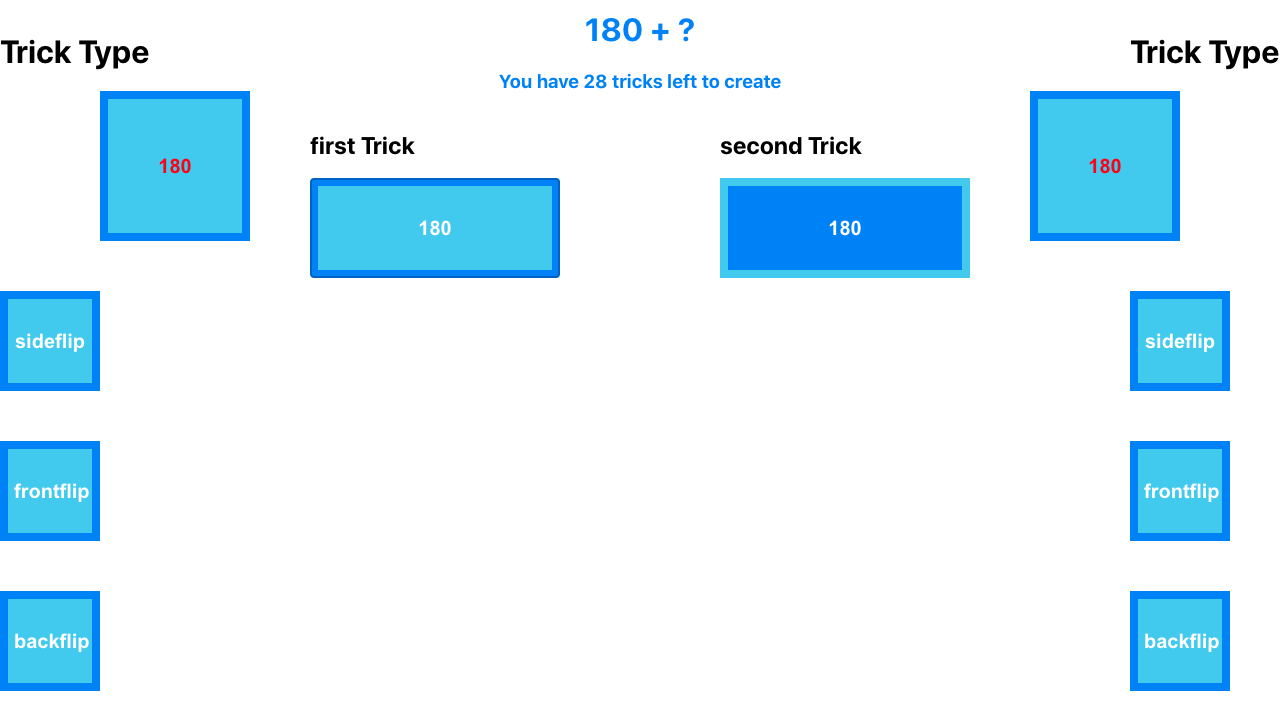 180 + ?
You have 28 tricks left to create
Trick Type
180
sideflip
frontflip
backflip
first Trick
180
second Trick
180
Trick Type
180
sideflip
frontflip
backflip